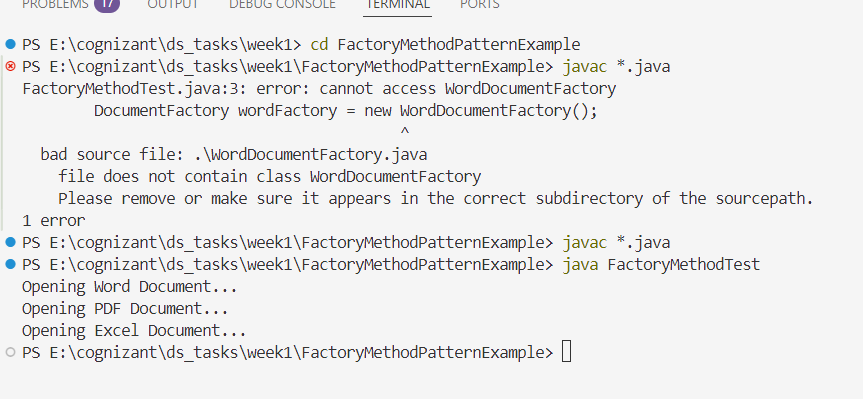 PROBLEMS 17 OUTPUT DEBUG CONSOLE TERMINAL PORTS
PS E:\cognizant\ds_tasks\week1> cd FactoryMethodPatternExample
PS E:\cognizant\ds_tasks\week1\FactoryMethodPatternExample> javac *.java
FactoryMethodTest.java:3: error: cannot access WordDocumentFactory
        DocumentFactory wordFactory = new WordDocumentFactory();
                                          ^
  bad source file: .\WordDocumentFactory.java
    file does not contain class WordDocumentFactory
    Please remove or make sure it appears in the correct subdirectory of the sourcepath.
1 error
PS E:\cognizant\ds_tasks\week1\FactoryMethodPatternExample> javac *.java
PS E:\cognizant\ds_tasks\week1\FactoryMethodPatternExample> java FactoryMethodTest
Opening Word Document...
Opening PDF Document...
Opening Excel Document...
PS E:\cognizant\ds_tasks\week1\FactoryMethodPatternExample>